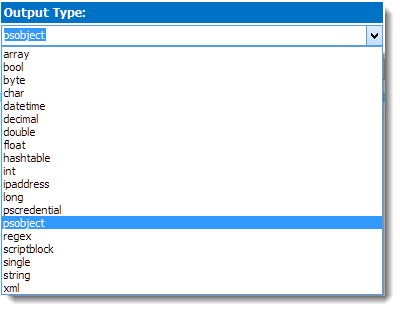 Output Type:
psobject
array
bool
byte
char
datetime
decimal
double
float
hashtable
int
ipaddress
long
pscredential
psobject
regex
scriptblock
single
string
xml